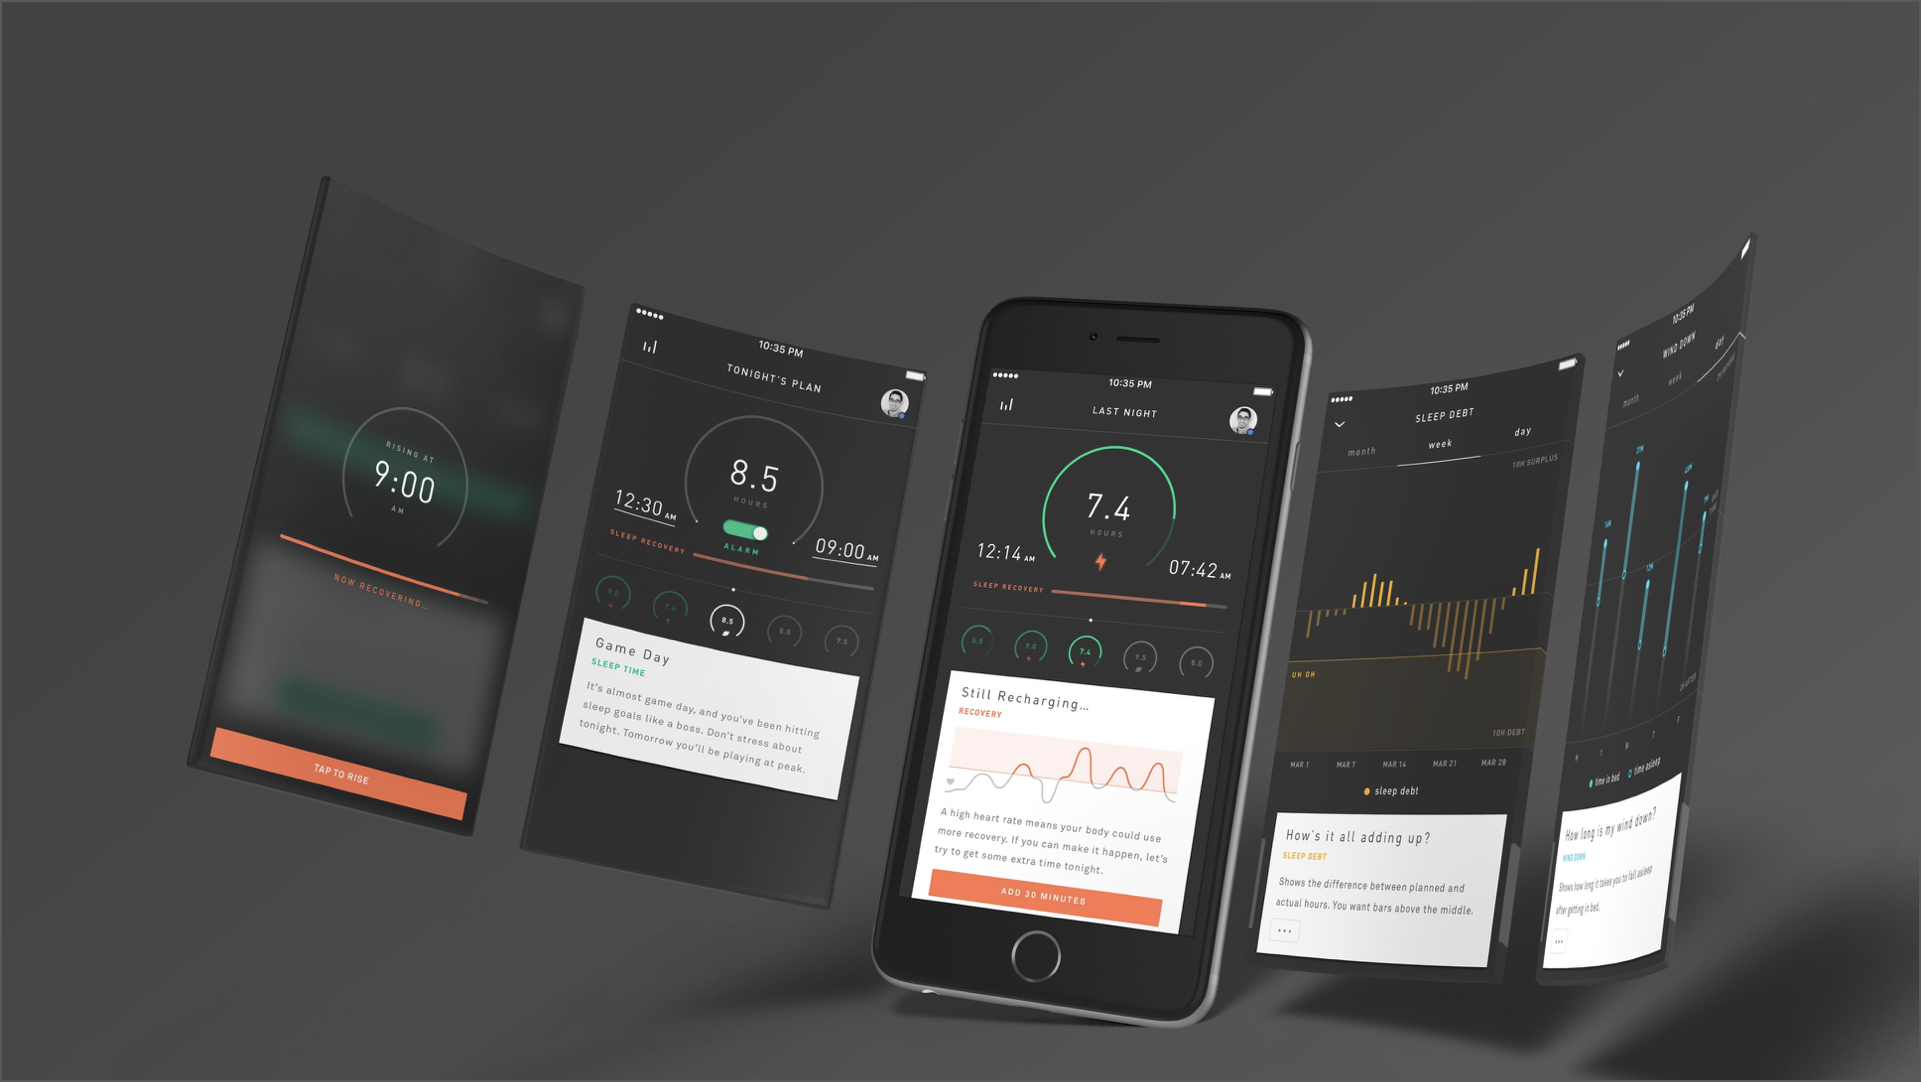 RISING AT
9:00
AM
NOW RECOVERING...
TAP TO RISE
10:35 PM
TONIGHT'S PLAN
8.5
HOURS
12:30 AM
ALARM
09:00 AM
SLEEP RECOVERY
9.0 7.4 8.5 8.0 7.5
Game Day
SLEEP TIME
It's almost game day, and you've been hitting
sleep goals like a boss. Don't stress about
tonight. Tomorrow you'll be playing at peak.
10:35 PM
LAST NIGHT
7.4
HOURS
12:14 AM
07:42 AM
SLEEP RECOVERY
9.0 7.4 9.5 8.0
Still Recharging...
RECOVERY
A high heart rate means your body could use
more recovery. If you can make it happen, let's
try to get some extra time tonight.
ADD 30 MINUTES
10:35 PM
SLEEP DEBT
month week day
10H SURPLUS
UH OH
10H DEBT
MAR 1 MAR 7 MAR 14 MAR 21 MAR 28
sleep debt
How's it all adding up?
SLEEP DEBT
Shows the difference between planned and
actual hours. You want bars above the middle.
10:35 PM
WIND DOWN
month week day
M T W T F
time in bed time asleep
How long is my wind down?
WIND DOWN
Shows how long it takes you to fall asleep
after getting in bed.